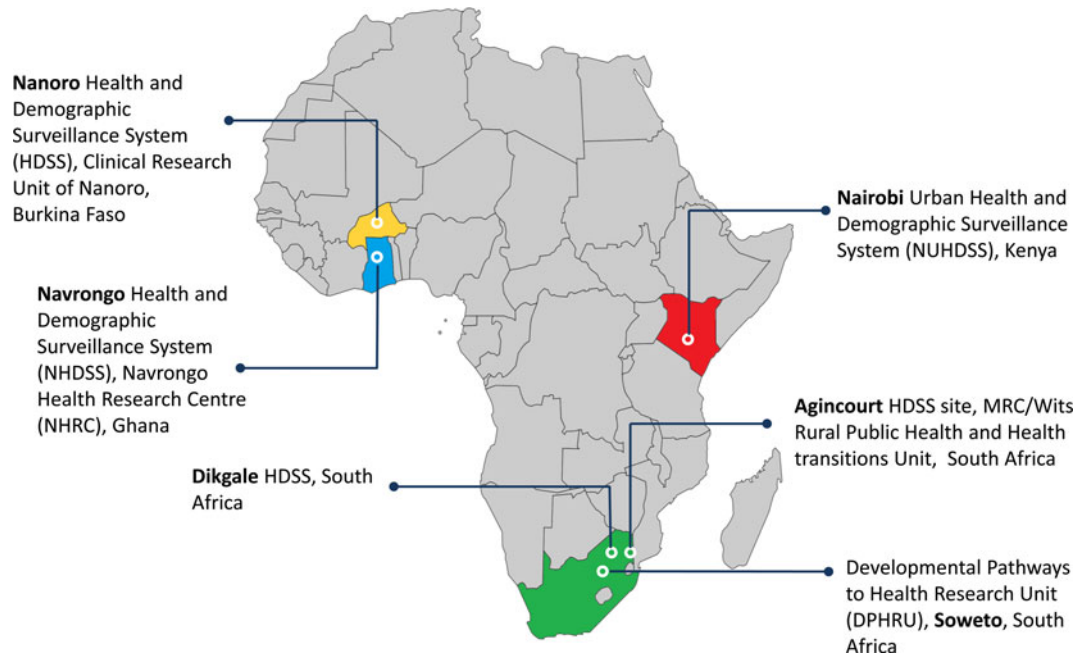 Nanoro Health and
Demographic
Surveillance System
(HDSS), Clinical Research
Unit of Nanoro,
Burkina Faso
Navrongo Health and
Demographic
Surveillance System
(NHDSS), Navrongo
Health Research Centre
(NHRC), Ghana
Dikgale HDSS, South
Africa
Nairobi Urban Health and
Demographic Surveillance
System (NUHDSS), Kenya
Agincourt HDSS site, MRC/Wits
Rural Public Health and Health
transitions Unit, South Africa
Developmental Pathways
to Health Research Unit
(DPHRU), Soweto, South
Africa